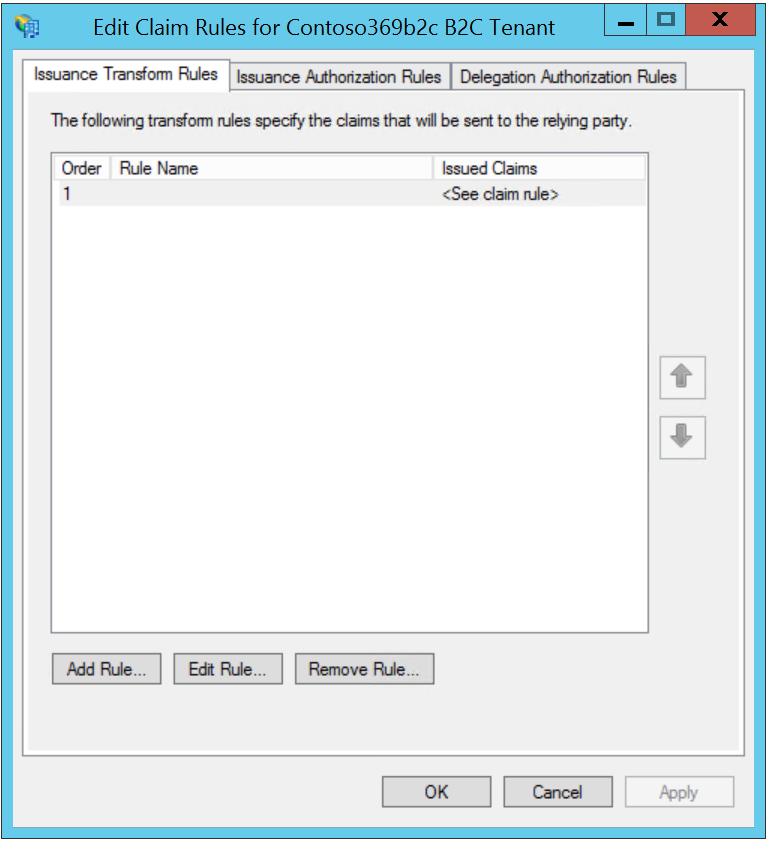 Edit Claim Rules for Contoso369b2c B2C Tenant
Issuance Transform Rules Issuance Authorization Rules Delegation Authorization Rules
The following transform rules specify the claims that will be sent to the relying party.
Order Rule Name Issued Claims
1 <See claim rule>
Add Rule... Edit Rule... Remove Rule...
OK Cancel Apply